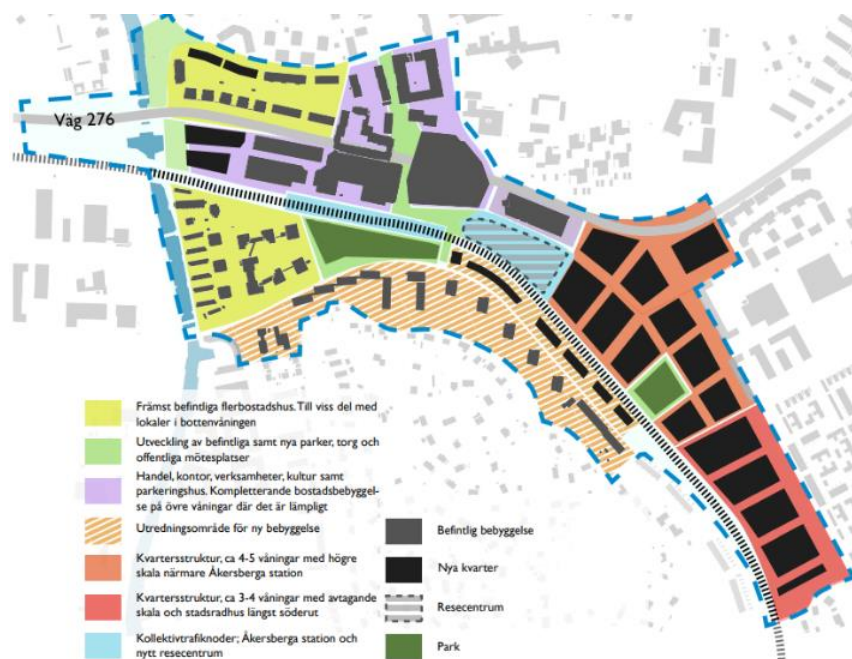 Väg 276
Främst befintliga flerbostadshus. Till viss del med
lokaler i bottenvåningen
Utveckling av befintliga samt nya parker, torg och
offentliga mötesplatser
Handel, kontor, verksamheter, kultur samt
parkeringshus. Kompletterande bostadsbebyggel-
se på övre våningar där det är lämpligt
Utredningsområde för ny bebyggelse
Kvartersstruktur, ca 4-5 våningar med högre
skala närmare Åkersberga station
Kvartersstruktur, ca 3-4 våningar med avtagande
skala och stadsradhus längst söderut
Kollektivtrafiknoder; Åkersberga station och
nytt resecentrum
Befintlig bebyggelse
Nya kvarter
Resecentrum
Park